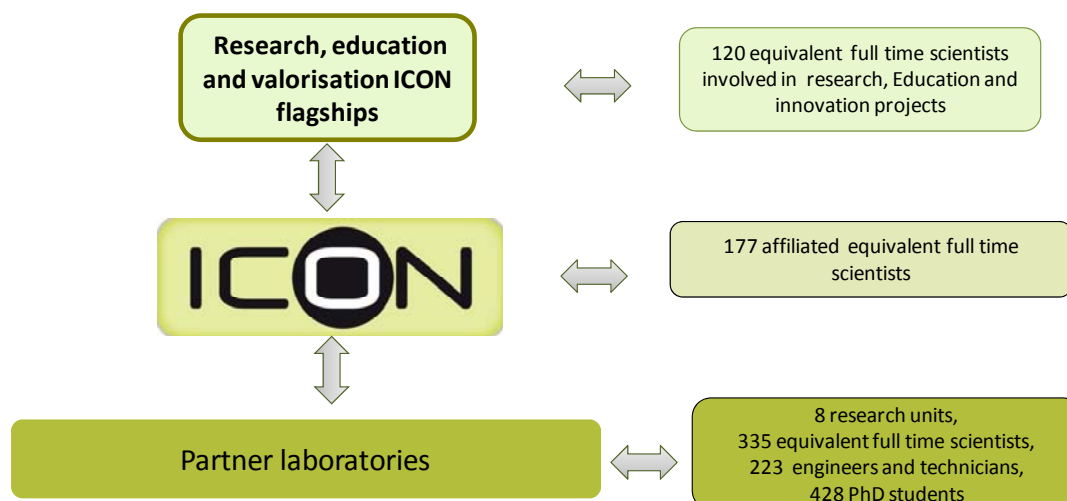 Research, education
and valorisation ICON
flagships
120 equivalent full time scientists
involved in research, Education and
innovation projects
ICON
177 affiliated equivalent full time
scientists
Partner laboratories
8 research units,
335 equivalent full time scientists,
223 engineers and technicians,
428 PhD students